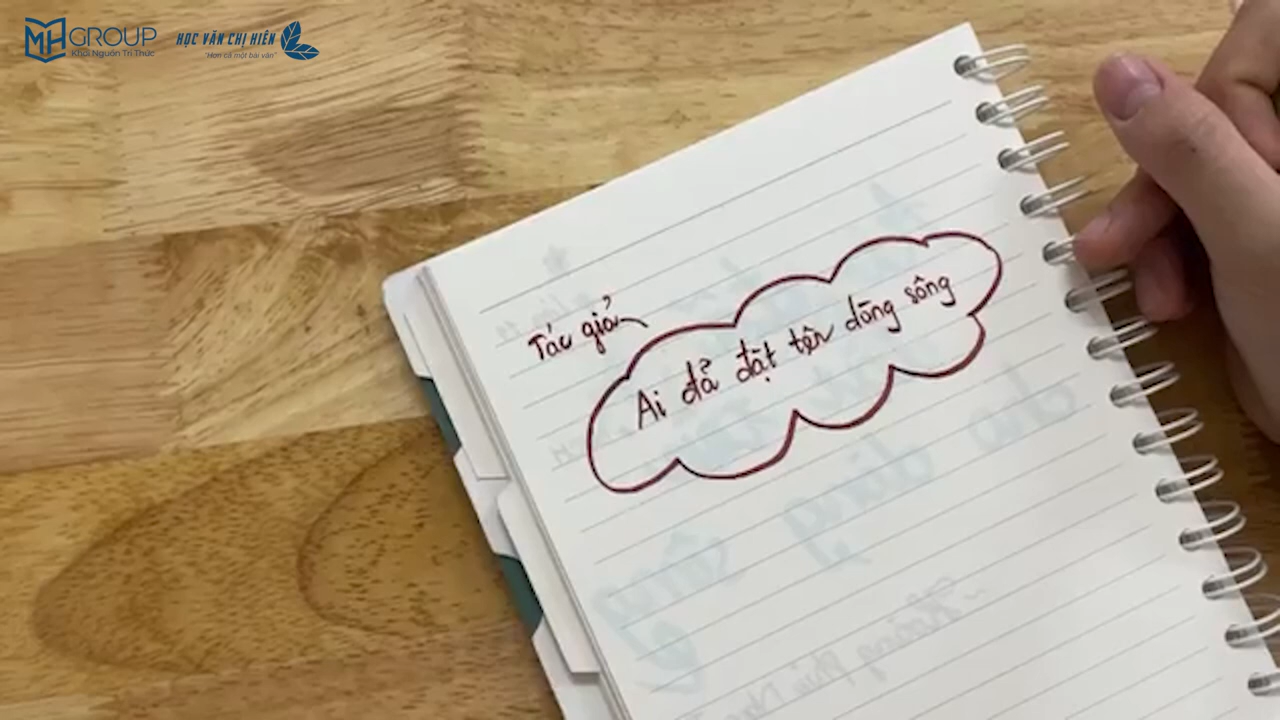 MH GROUP
Khơi Nguồn Tri Thức
HỌC VĂN CHỊ HIÊN
"Hơn cả một bài văn"
Tác giả
Ai đã đặt tên dòng sông